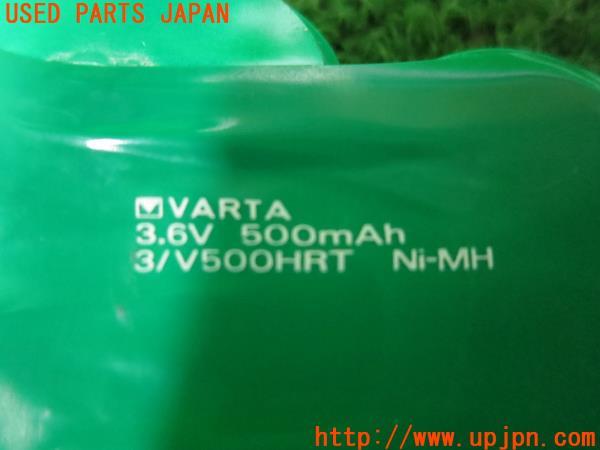 USED PARTS JAPAN
VARTA
3.6V 500mAh
3/V500HRT Ni-MH
http://www.upjpn.com